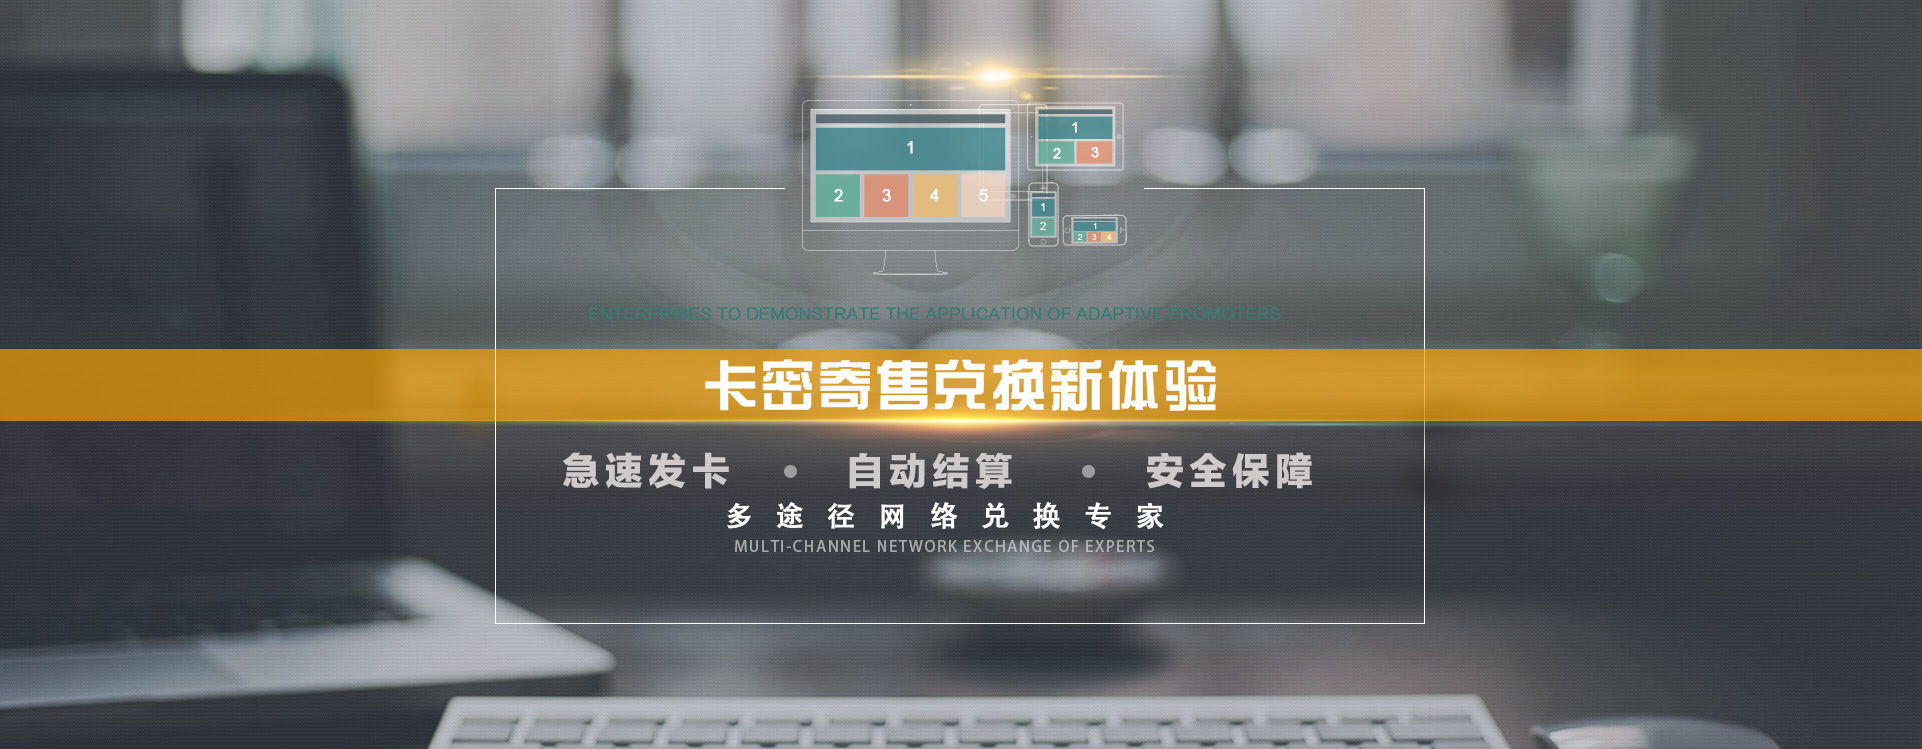 1
2 3 4 5
1
2 3
1
2
1
2 3 4
ENTERPRISES TO DEMONSTRATE THE APPLICATION OF ADAPTIVE PROMOTERS
卡密寄售兑换新体验
急速发卡 • 自动结算 • 安全保障
多途径网络兑换专家
MULTI-CHANNEL NETWORK EXCHANGE OF EXPERTS